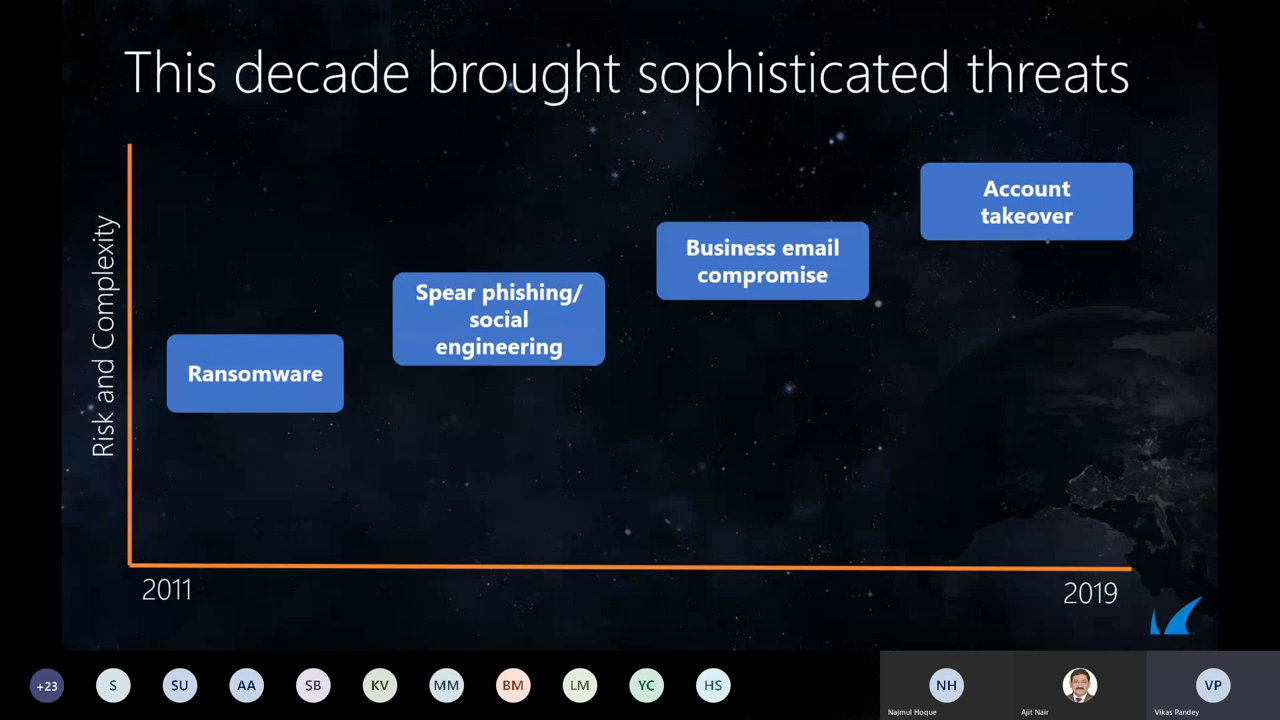 This decade brought sophisticated threats
Risk and Complexity
Ransomware
Spear phishing/
social
engineering
Business email
compromise
Account
takeover
2011
2019
+23
S
SU
AA
SB
KV
MM
BM
LM
YC
HS
NH
Najmul Hoque
Ajit Nair
VP
Vikas Pandey